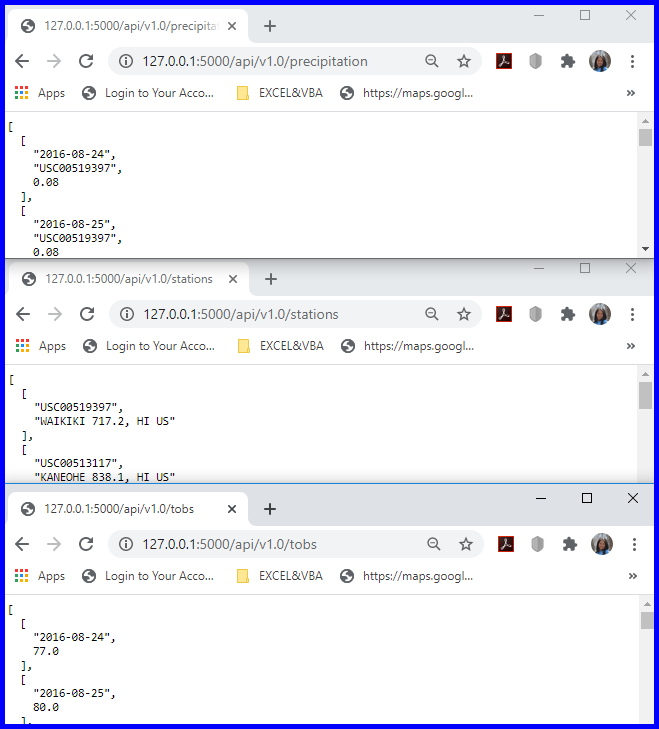 127.0.0.1:5000/api/v1.0/precipita
127.0.0.1:5000/api/v1.0/precipitation
Apps Login to Your Acco... EXCEL&VBA https://maps.googl... »
[
[
"2016-08-24",
"USC00519397",
0.08
],
[
"2016-08-25",
"USC00519397",
0.08
127.0.0.1:5000/api/v1.0/stations
127.0.0.1:5000/api/v1.0/stations
Apps Login to Your Acco... EXCEL&VBA https://maps.googl... »
[
[
"USC00519397",
"WAIKIKI 717.2, HI US"
],
[
"USC00513117",
"KANEOHE 838.1, HI US"
127.0.0.1:5000/api/v1.0/tobs
127.0.0.1:5000/api/v1.0/tobs
Apps Login to Your Acco... EXCEL&VBA https://maps.googl... »
[
[
"2016-08-24",
77.0
],
[
"2016-08-25",
80.0
],